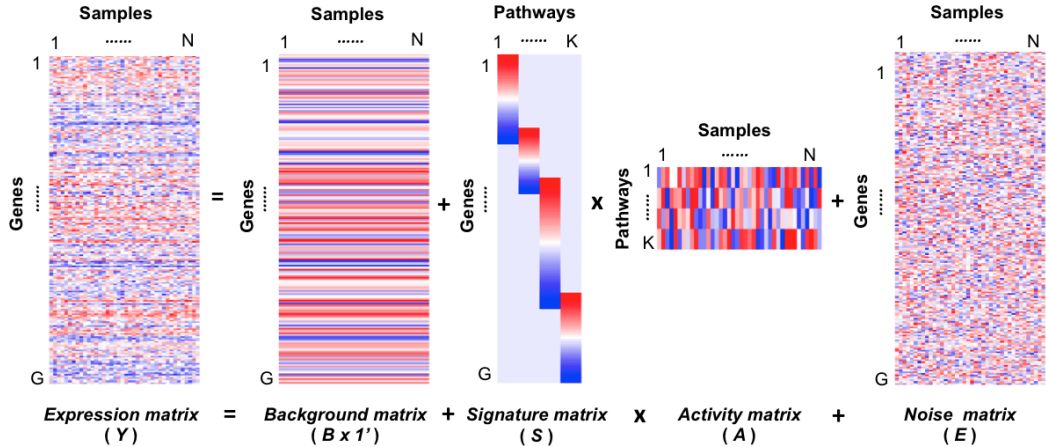 Samples
1 ...... N
Genes
......
1
G
=
Samples
1 ...... N
Genes
......
1
G
+
Pathways
1 ...... K
Genes
......
1
G
x
Samples
1 ...... N
Pathways
......
1
K
+
Samples
1 ...... N
Genes
......
1
G
Expression matrix = Background matrix + Signature matrix x Activity matrix + Noise matrix
( Y ) ( B x 1’ ) ( S ) ( A ) ( E )